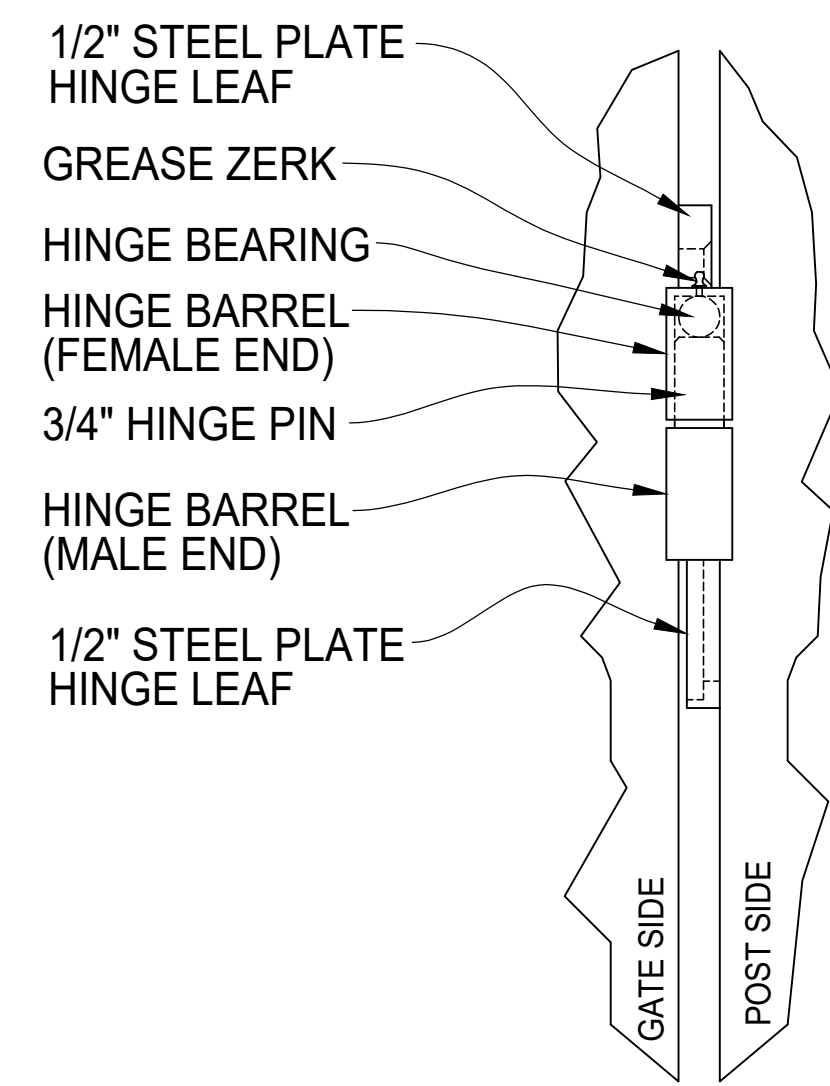 1/2" STEEL PLATE
HINGE LEAF
GREASE ZERK
HINGE BEARING
HINGE BARREL
(FEMALE END)
3/4" HINGE PIN
HINGE BARREL
(MALE END)
1/2" STEEL PLATE
HINGE LEAF
GATE SIDE
POST SIDE